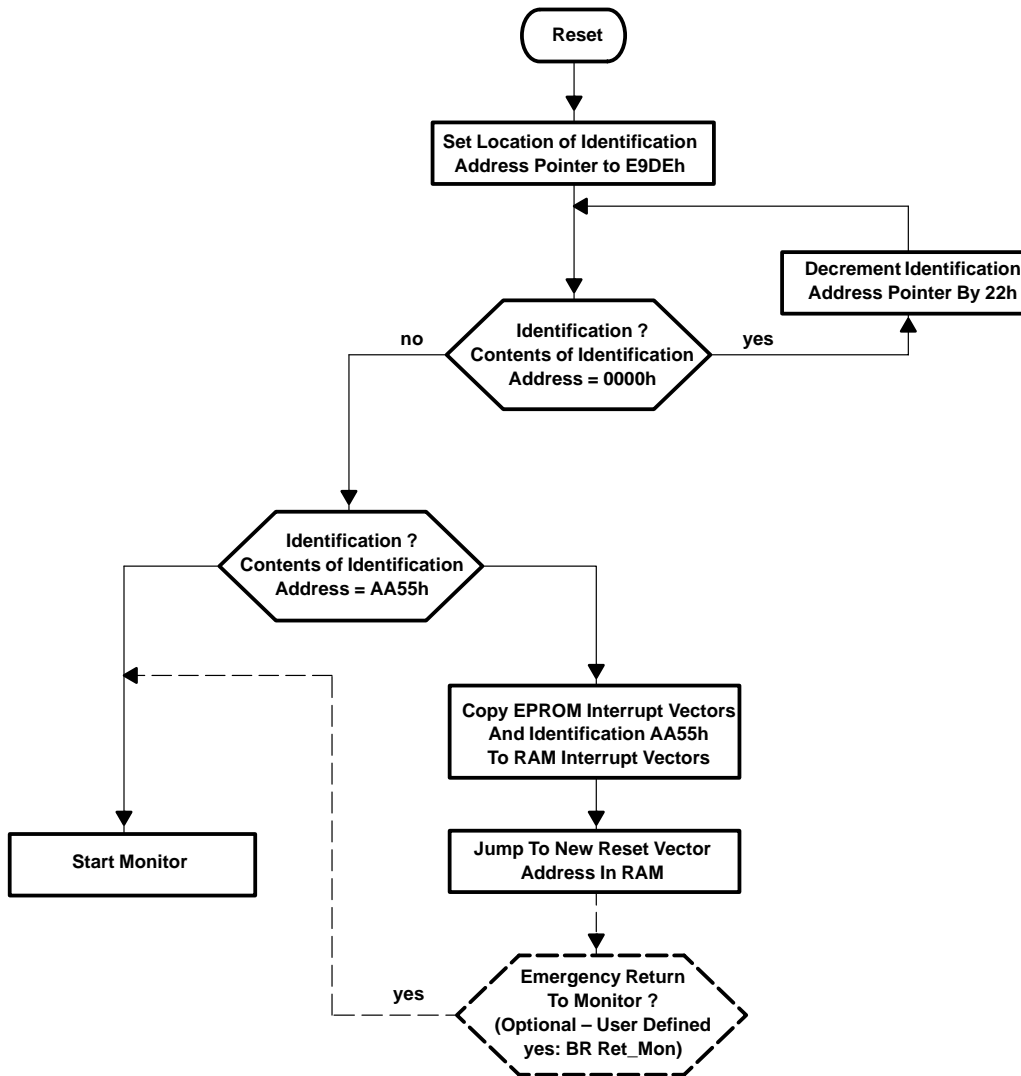 Reset
Set Location of Identification
Address Pointer to E9DEh
Decrement Identification
Address Pointer By 22h
Identification ?
Contents of Identification
Address = 0000h
no
yes
Identification ?
Contents of Identification
Address = AA55h
Copy EPROM Interrupt Vectors
And Identification AA55h
To RAM Interrupt Vectors
Start Monitor
Jump To New Reset Vector
Address In RAM
Emergency Return
To Monitor ?
(Optional – User Defined
yes: BR Ret_Mon)
yes